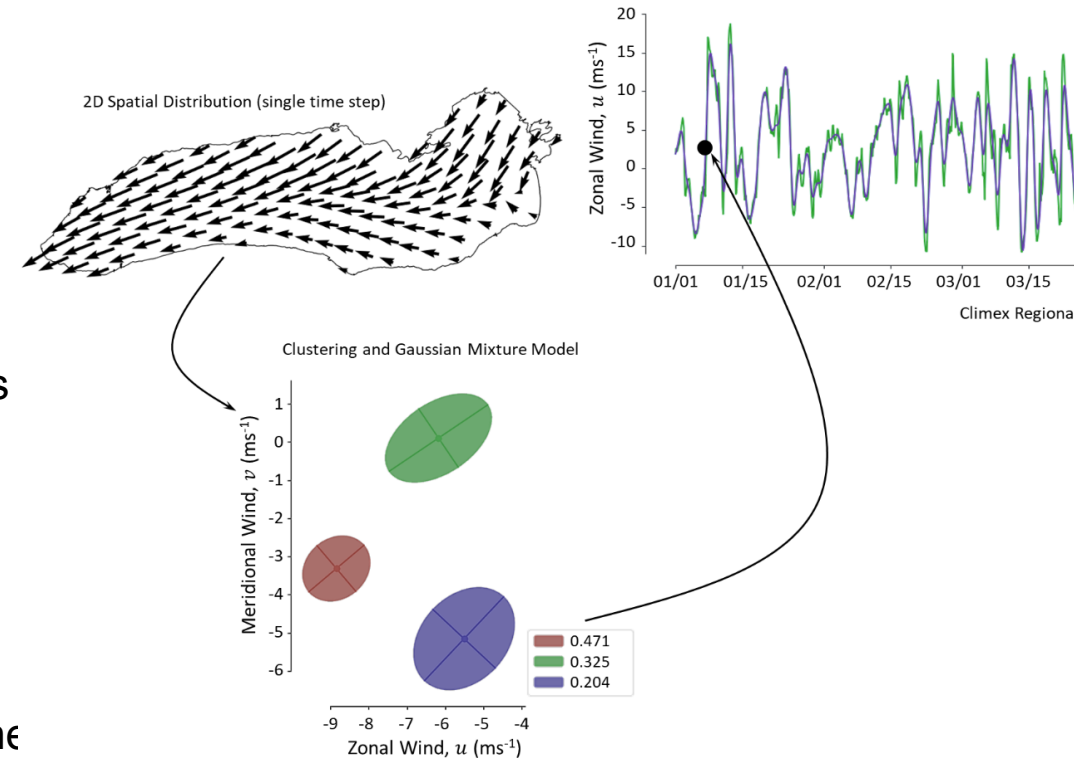 2D Spatial Distribution (single time step)
Zonal Wind, u (ms⁻¹)
20
15
10
5
0
-5
-10
01/01 01/15 02/01 02/15 03/01 03/15
Climex Regiona
s
Clustering and Gaussian Mixture Model
Meridional Wind, v (ms⁻¹)
1
0
-1
-2
-3
-4
-5
-6
0.471
0.325
0.204
-9 -8 -7 -6 -5 -4
Zonal Wind, u (ms⁻¹)